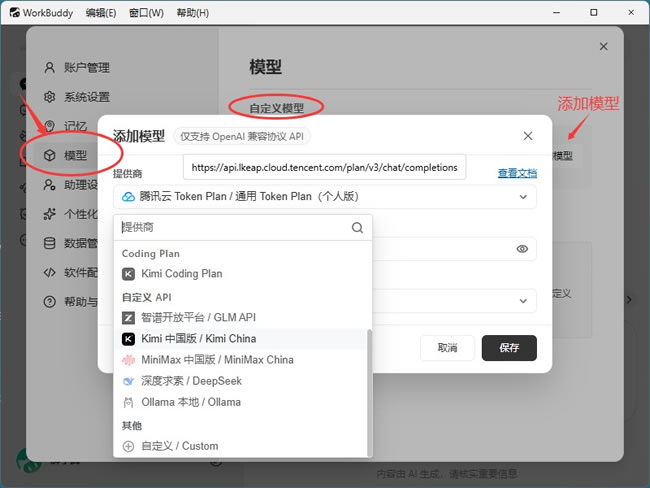 WorkBuddy 编辑(E) 窗口(W) 帮助(H)
账户管理
系统设置
记忆
模型
助理设
个性化
数据管
软件配
帮助与
模型
自定义模型
添加模型
模型
定义
添加模型 仅支持 OpenAI 兼容协议 API
https://api.lkeap.cloud.tencent.com/plan/v3/chat/completions
提供商 查看文档
腾讯云 Token Plan / 通用 Token Plan（个人版）
提供商
Coding Plan
Kimi Coding Plan
自定义 API
智谱开放平台 / GLM API
Kimi 中国版 / Kimi China
MiniMax 中国版 / MiniMax China
深度求索 / DeepSeek
Ollama 本地 / Ollama
其他
自定义 / Custom
取消 保存
内容由 AI 生成，请核实重要信息